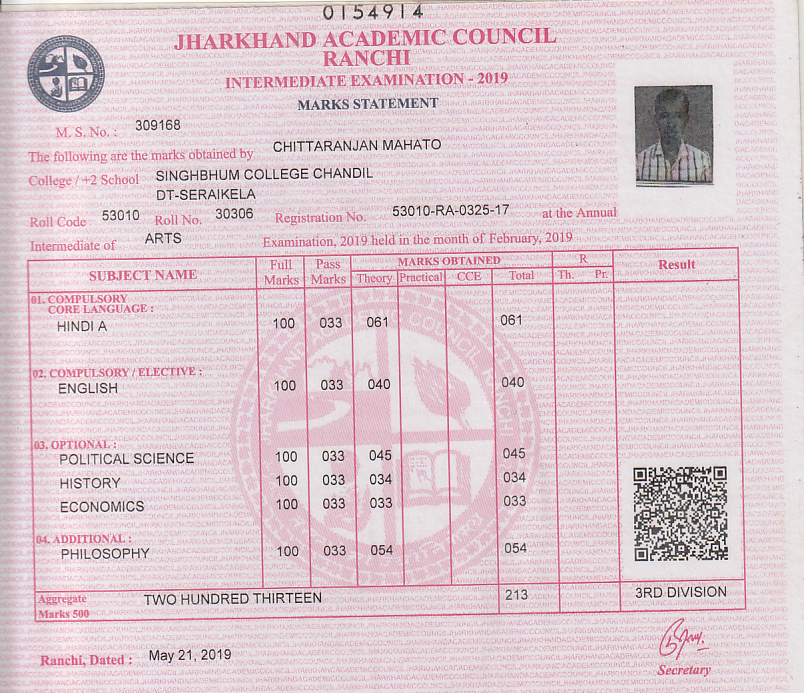 0154914
JHARKHAND ACADEMIC COUNCIL
RANCHI
INTERMEDIATE EXAMINATION - 2019
MARKS STATEMENT
M. S. No. : 309168
The following are the marks obtained by CHITTARANJAN MAHATO
College / +2 School SINGHBHUM COLLEGE CHANDIL
DT-SERAIKELA
Roll Code 53010 Roll No. 30306 Registration No. 53010-RA-0325-17 at the Annual
Intermediate of ARTS Examination, 2019 held in the month of February, 2019
SUBJECT NAME Full Marks Pass Marks MARKS OBTAINED R Result
Theory Practical CCE Total Th. Pr.
01. COMPULSORY
CORE LANGUAGE :
HINDI A 100 033 061 061
02. COMPULSORY / ELECTIVE :
ENGLISH 100 033 040 040
03. OPTIONAL :
POLITICAL SCIENCE 100 033 045 045
HISTORY 100 033 034 034
ECONOMICS 100 033 033 033
04. ADDITIONAL :
PHILOSOPHY 100 033 054 054
Aggregate TWO HUNDRED THIRTEEN 213 3RD DIVISION
Marks 500
Ranchi, Dated : May 21, 2019
Secretary